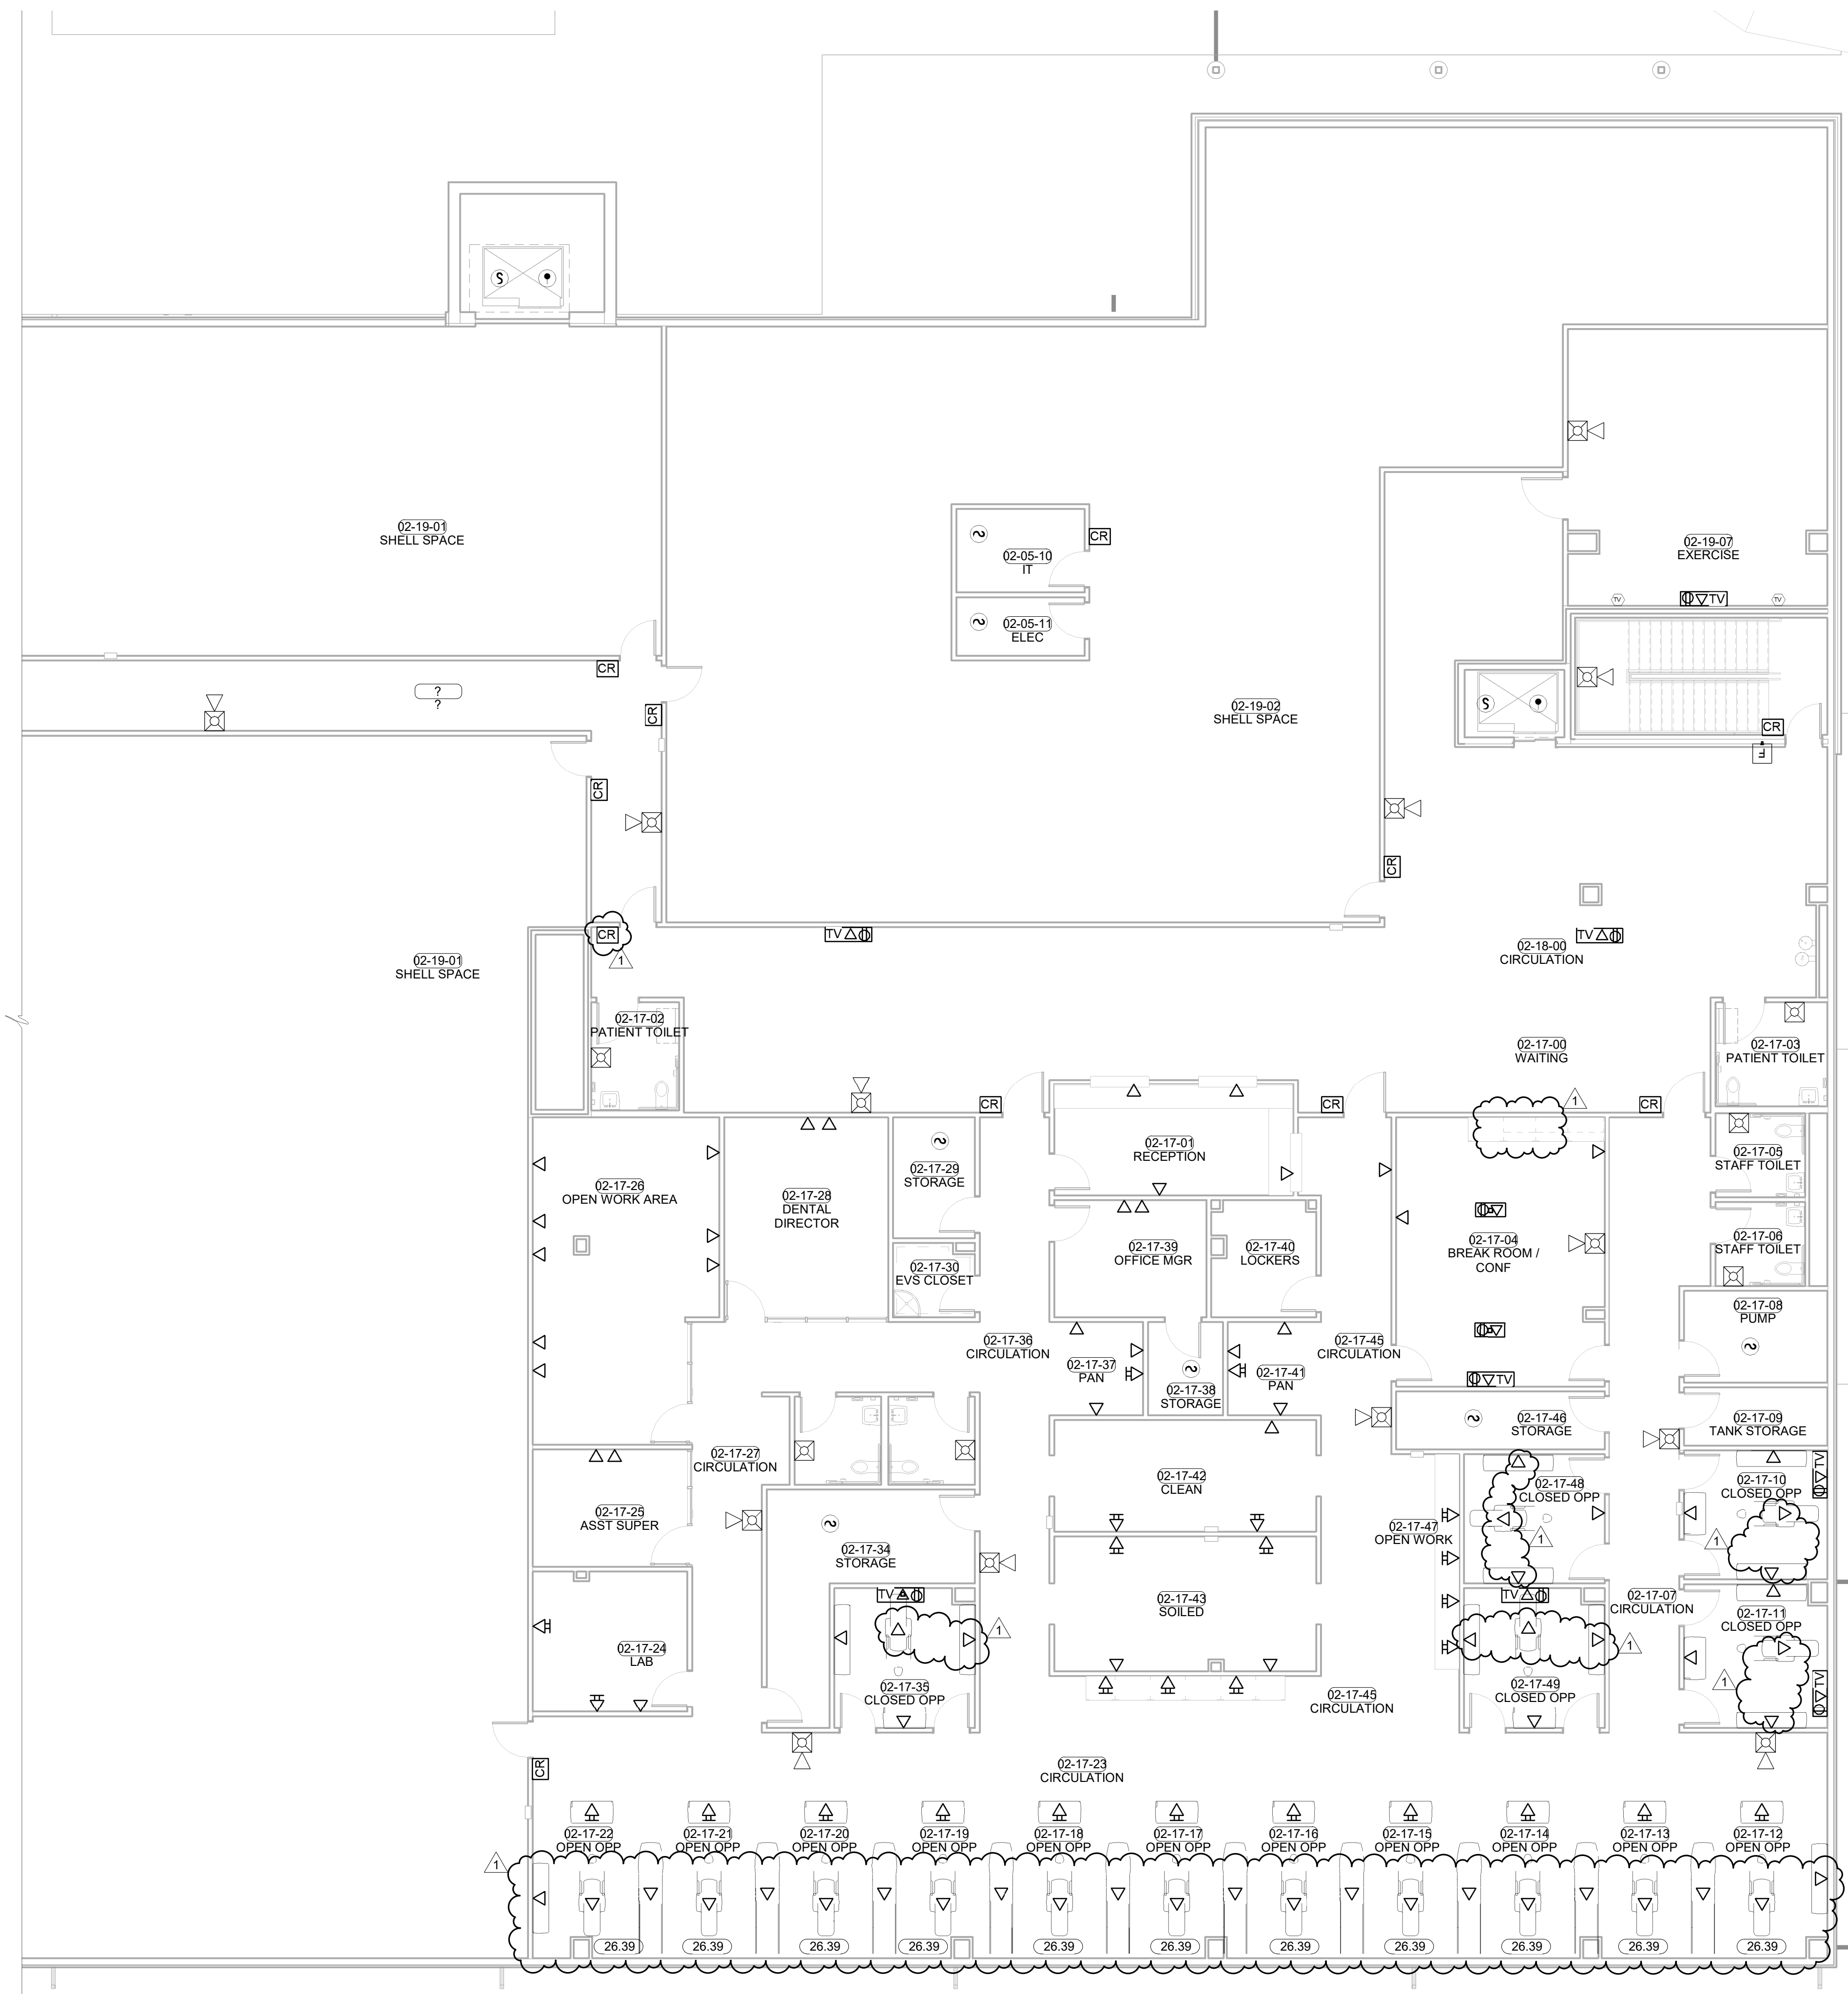 S
02-19-01
SHELL SPACE
02-05-10
IT
CR
02-19-07
EXERCISE
TV
TV
TV
02-05-11
ELEC
CR
?
?
CR
02-19-02
SHELL SPACE
S
CR
F
CR
CR
CR
1
TV
TV
02-18-00
CIRCULATION
02-19-01
SHELL SPACE
02-17-02
PATIENT TOILET
02-17-00
WAITING
02-17-03
PATIENT TOILET
CR
CR
CR
1
02-17-01
RECEPTION
02-17-05
STAFF TOILET
02-17-26
OPEN WORK AREA
02-17-28
DENTAL
DIRECTOR
02-17-29
STORAGE
02-17-39
OFFICE MGR
02-17-40
LOCKERS
02-17-04
BREAK ROOM /
CONF
02-17-06
STAFF TOILET
02-17-30
EVS CLOSET
02-17-08
PUMP
02-17-36
CIRCULATION
02-17-37
PAN
02-17-38
STORAGE
02-17-41
PAN
02-17-45
CIRCULATION
TV
02-17-46
STORAGE
02-17-09
TANK STORAGE
02-17-27
CIRCULATION
02-17-42
CLEAN
02-17-48
CLOSED OPP
02-17-10
CLOSED OPP
TV
02-17-25
ASST SUPER
02-17-47
OPEN WORK
1
1
02-17-34
STORAGE
TV
02-17-43
SOILED
TV
02-17-07
CIRCULATION
02-17-11
CLOSED OPP
1
1
02-17-24
LAB
02-17-35
CLOSED OPP
02-17-45
CIRCULATION
02-17-49
CLOSED OPP
1
TV
CR
02-17-23
CIRCULATION
02-17-22
OPEN OPP
02-17-21
OPEN OPP
02-17-20
OPEN OPP
02-17-19
OPEN OPP
02-17-18
OPEN OPP
02-17-17
OPEN OPP
02-17-16
OPEN OPP
02-17-15
OPEN OPP
02-17-14
OPEN OPP
02-17-13
OPEN OPP
02-17-12
OPEN OPP
1
26.39
26.39
26.39
26.39
26.39
26.39
26.39
26.39
26.39
26.39
26.39